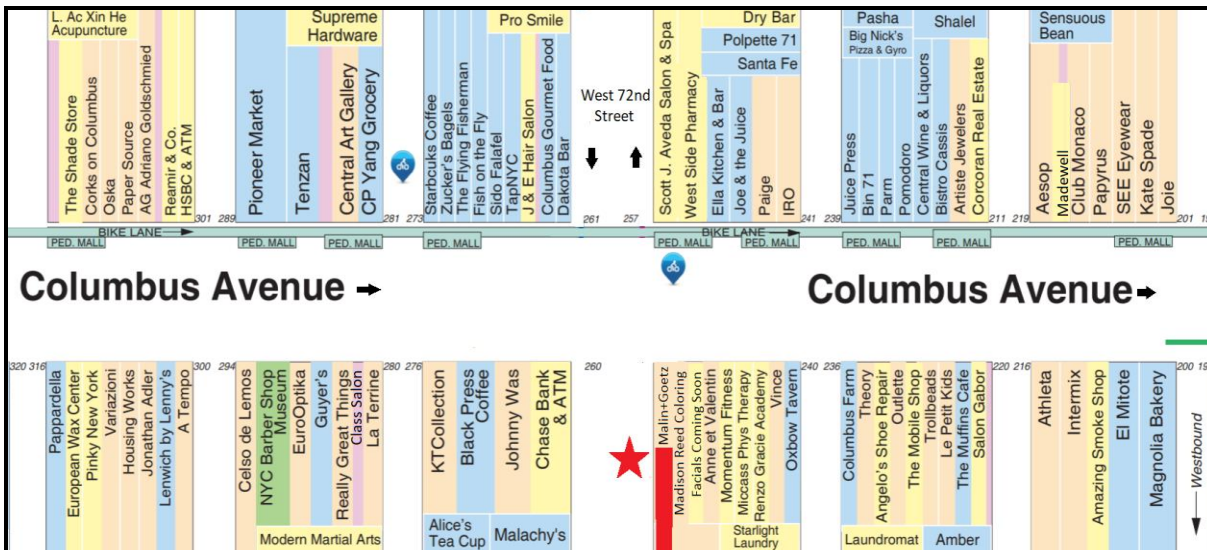 L. Ac Xin He
Acupuncture
The Shade Store
Corks on Columbus
Oska
Paper Source
AG Adriano Goldschmied
Reamir & Co.
HSBC & ATM
301
289
Pioneer Market
Supreme
Hardware
Tenzan
Central Art Gallery
CP Yang Grocery
281
275
Starbcuks Coffee
Zucker's Bagels
The Flying Fisherman
Fish on the Fly
Sido Falafel
TapNYC
Pro Smile
J & E Hair Salon
Columbus Gourmet Food
Dakota Bar
261
West 72nd
Street
257
Scott J. Aveda Salon & Spa
West Side Pharmacy
Dry Bar
Polpette 71
Santa Fe
Ella Kitchen & Bar
Joe & the Juice
Paige
IRO
241
239
Pasha
Big Nick's
Pizza & Gyro
Juice Press
Bin 71
Parm
Pomodoro
Shalel
Central Wine & Liquors
Bistro Cassis
Artiste Jewelers
Corcoran Real Estate
211
219
Sensuous
Bean
Aesop
Madewell
Club Monaco
Papyrus
SEE Eyewear
Kate Spade
Joie
201
BIKE LANE
BIKE LANE
PED. MALL
PED. MALL
PED. MALL
PED. MALL
PED. MALL
PED. MALL
PED. MALL
PED. MALL
PED. MALL
Columbus Avenue
Columbus Avenue
320
316
Pappardella
European Wax Center
Pinky New York
Variazioni
Housing Works
Jonathan Adler
Lenwich by Lenny's
A Tempo
300
294
Celso de Lemos
NYC Barber Shop
Museum
EurOptika
Guyer's
Really Great Things
Class Salon
La Terrine
Modern Martial Arts
280
276
KTCollection
Black Press
Coffee
Johnny Was
Chase Bank
& ATM
Alice's
Tea Cup
Malachy's
260
Malin+Goetz
Madison Reed Coloring
Facials Coming Soon
Anne et Valentin
Momentum Fitness
Miccass Phys Therapy
Renzo Gracie Academy
Vince
Oxbow Tavern
Starlight
Laundry
240
236
Columbus Farm
Theory
Angelo's Shoe Repair
Outlette
The Mobile Shop
Trollbeads
Le Petit Kids
The Muffins Cafe
Salon Gabor
Laundromat
Amber
220
216
Athleta
Intermix
Amazing Smoke Shop
El Mitote
Magnolia Bakery
200
Westbound